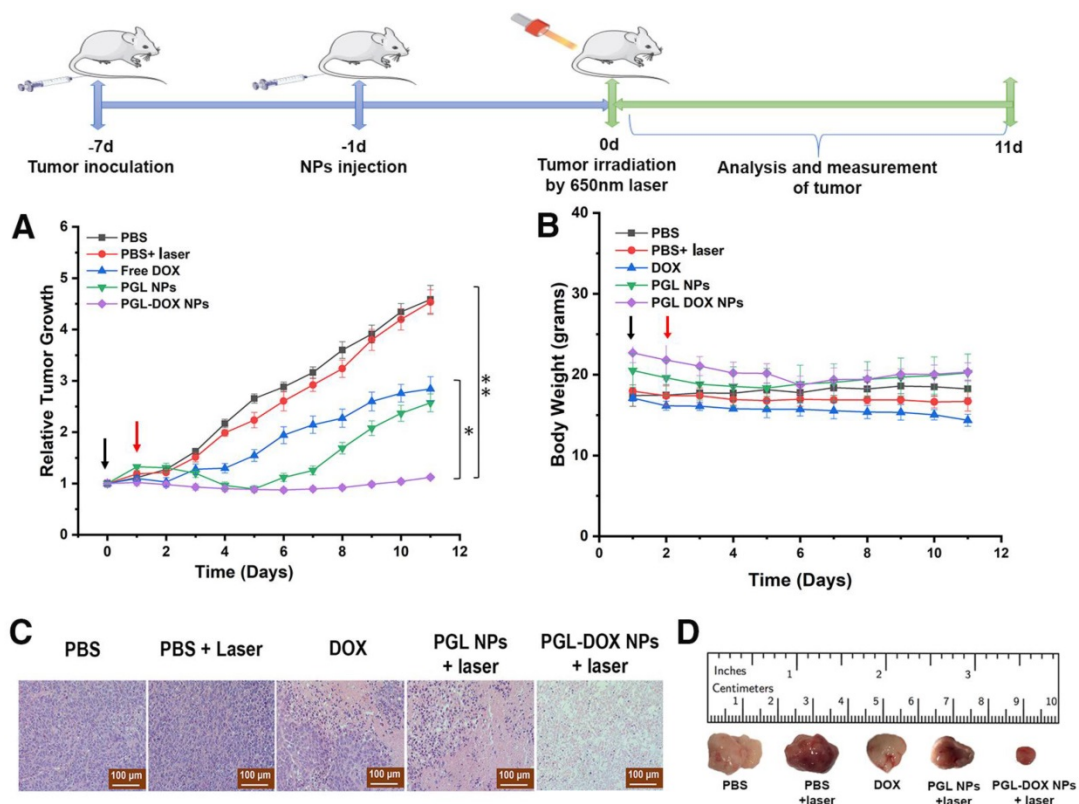 -7d
Tumor inoculation
-1d
NPs injection
0d
Tumor irradiation
by 650nm laser
Analysis and measurement
of tumor
11d
A
Relative Tumor Growth
6
5
4
3
2
1
0
PBS
PBS+ laser
Free DOX
PGL NPs
PGL-DOX NPs
**
*
0 2 4 6 8 10 12
Time (Days)
B
Body Weight (grams)
40
30
20
10
0
PBS
PBS+ laser
DOX
PGL NPs
PGL DOX NPs
0 2 4 6 8 10 12
Time (Days)
C
PBS
PBS + Laser
DOX
PGL NPs
+ laser
PGL-DOX NPs
+ laser
100 µm
100 µm
100 µm
100 µm
100 µm
D
Inches 1 2 3
Centimeters
1 2 3 4 5 6 7 8 9 10
PBS
PBS
+laser
DOX
PGL NPs
+laser
PGL-DOX NPs
+ laser